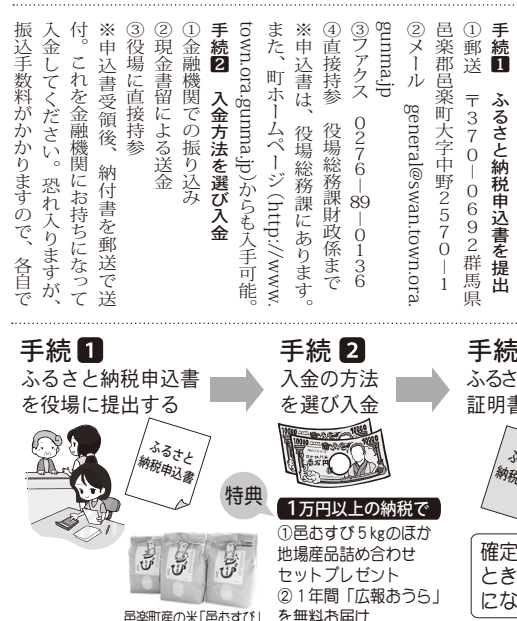 手続1 ふるさと納税申込書を提出
①郵送 〒370―0692群馬県
邑楽郡邑楽町大字中野2570―1
②メール general@swan.town.ora.
gunma.jp
③ファクス 0276―89―0136
④直接持参 役場総務課財政係まで
※申込書は、役場総務課にあります。
また、町ホームページ(http://www.
town.ora.gunma.jp)からも入手可能。
手続2 入金方法を選び入金
①金融機関での振り込み
②現金書留による送金
③役場に直接持参
※申込書受領後、納付書を郵送で送
付。これを金融機関にお持ちになって
入金してください。恐れ入りますが、
振込手数料がかかりますので、各自で
手続1
ふるさと納税申込書
を役場に提出する
ふるさと
納税申込書
手続2
入金の方法
を選び入金
10000
壱万円
特典
1万円以上の納税で
①邑むすび5㎏のほか
地場産品詰め合わせ
セットプレゼント
②1年間「広報おうら」
を無料お届け
邑楽町産の米「邑むすび」
手続
ふるさ
証明書
ふ
納税
確定
とき
にな